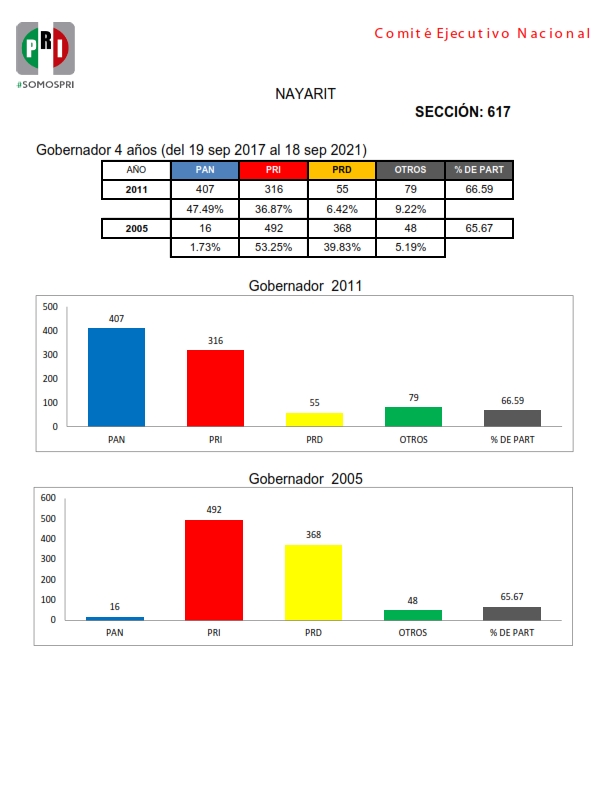 PRI
#SOMOSPRI
Comité Ejecutivo Nacional
NAYARIT
SECCIÓN: 617
Gobernador 4 años (del 19 sep 2017 al 18 sep 2021)
AÑO PAN PRI PRD OTROS % DE PART
2011 407 316 55 79 66.59
47.49% 36.87% 6.42% 9.22%
2005 16 492 368 48 65.67
1.73% 53.25% 39.83% 5.19%
Gobernador 2011
500
400
300
200
100
0
407
316
55
79
66.59
PAN PRI PRD OTROS % DE PART
Gobernador 2005
600
500
400
300
200
100
0
16
492
368
48
65.67
PAN PRI PRD OTROS % DE PART